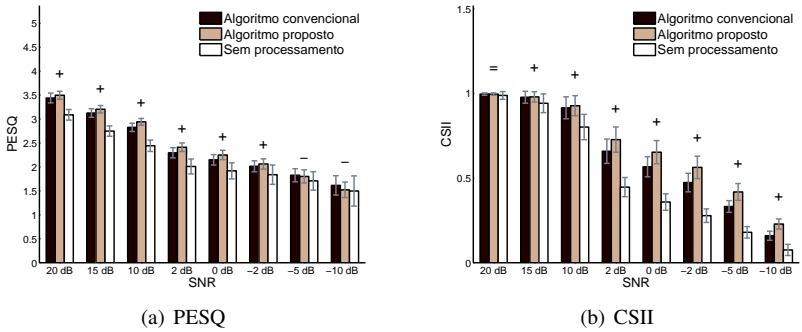 5
4.5
4
3.5
3
2.5
2
1.5
1
0.5
0
PESQ
Algoritmo convencional
Algoritmo proposto
Sem processamento
+ + + + + + − −
20 dB 15 dB 10 dB 2 dB 0 dB −2 dB −5 dB −10 dB
SNR
(a) PESQ
1.5
1
0.5
0
CSII
Algoritmo convencional
Algoritmo proposto
Sem processamento
= + + + + + + +
20 dB 15 dB 10 dB 2 dB 0 dB −2 dB −5 dB −10 dB
SNR
(b) CSII